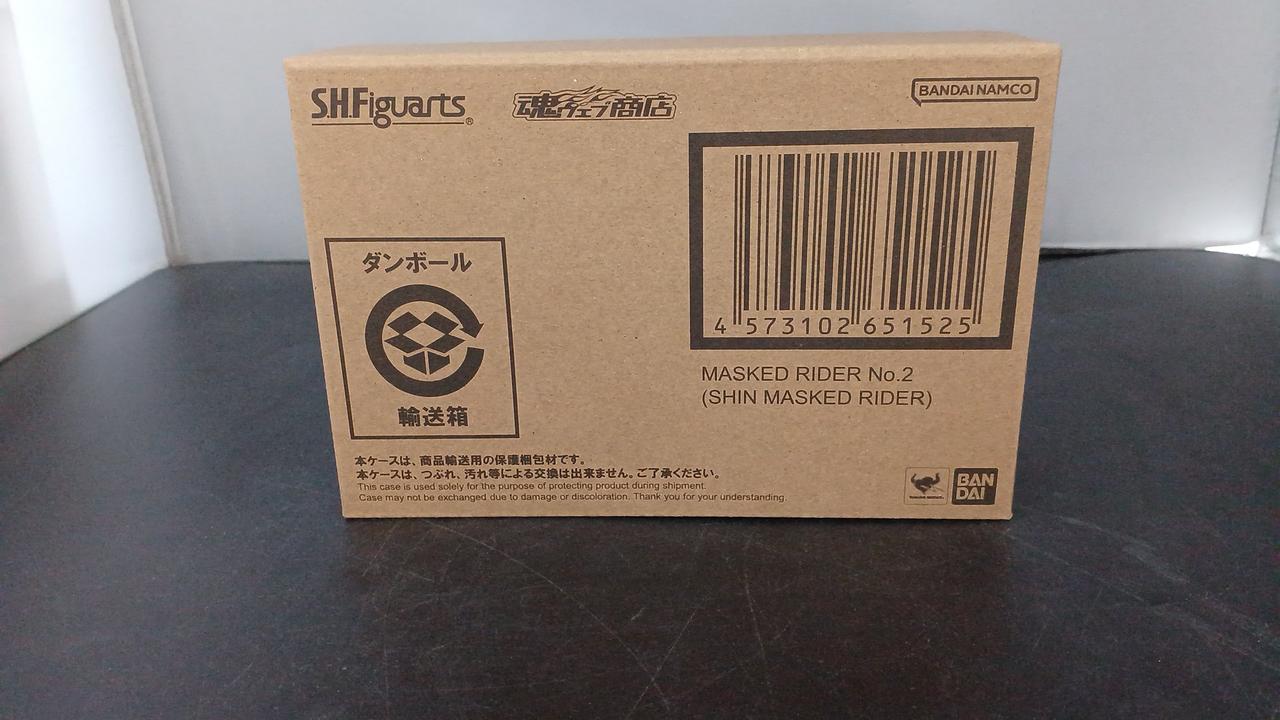 S.H.Figuarts®
魂ウェブ商店
BANDAI NAMCO
4 573102 651525
MASKED RIDER No.2
(SHIN MASKED RIDER)
ダンボール
輸送箱
本ケースは、商品輸送用の保護梱包材です。
本ケースは、つぶれ、汚れ等による交換は出来ません。ご了承ください。
This case is used solely for the purpose of protecting product during shipment.
Case may not be exchanged due to damage or discoloration. Thank you for your understanding.
BAN
DAI